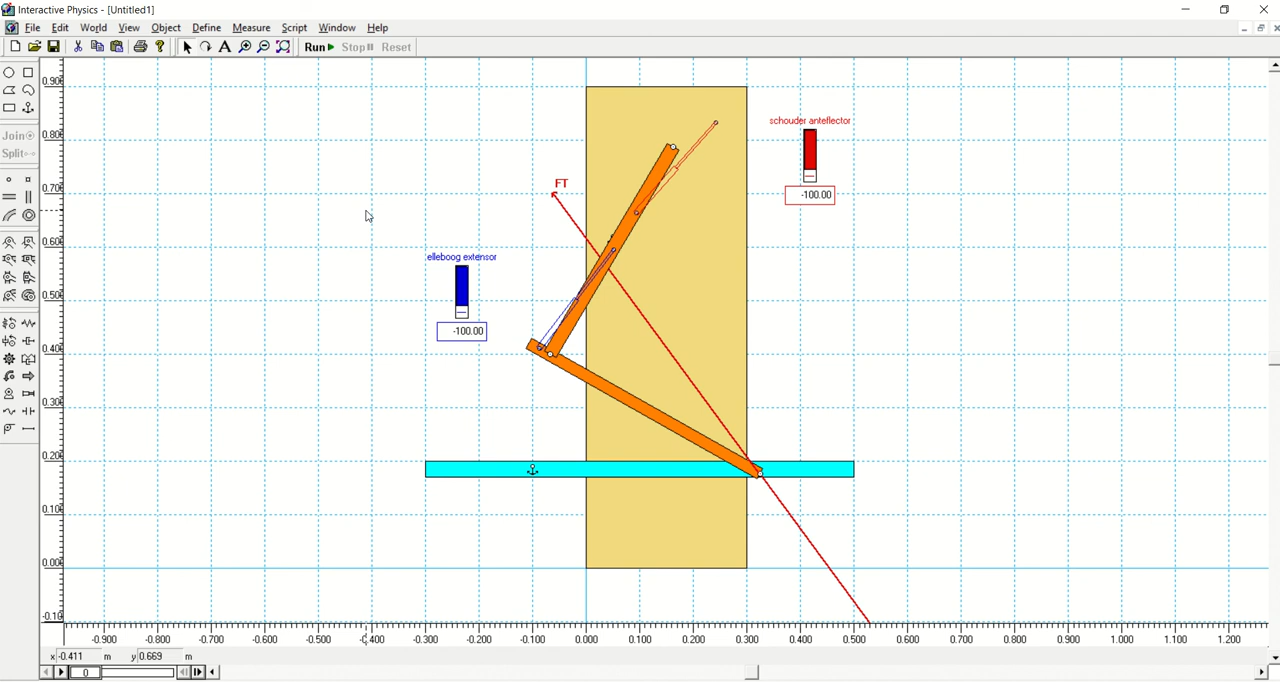 Interactive Physics - [Untitled1]
File Edit World View Object Define Measure Script Window Help
A Run Stop Reset
Join
Split
0.900
0.800
0.700
0.600
0.500
0.400
0.300
0.200
0.100
0.000
-0.10
schouder anteflector
-100.00
FT
elleboog extensor
-100.00
-0.900 -0.800 -0.700 -0.600 -0.500 -0.400 -0.300 -0.200 -0.100 0.000 0.100 0.200 0.300 0.400 0.500 0.600 0.700 0.800 0.900 1.000 1.100 1.200
x -0.411 m y 0.669 m
0